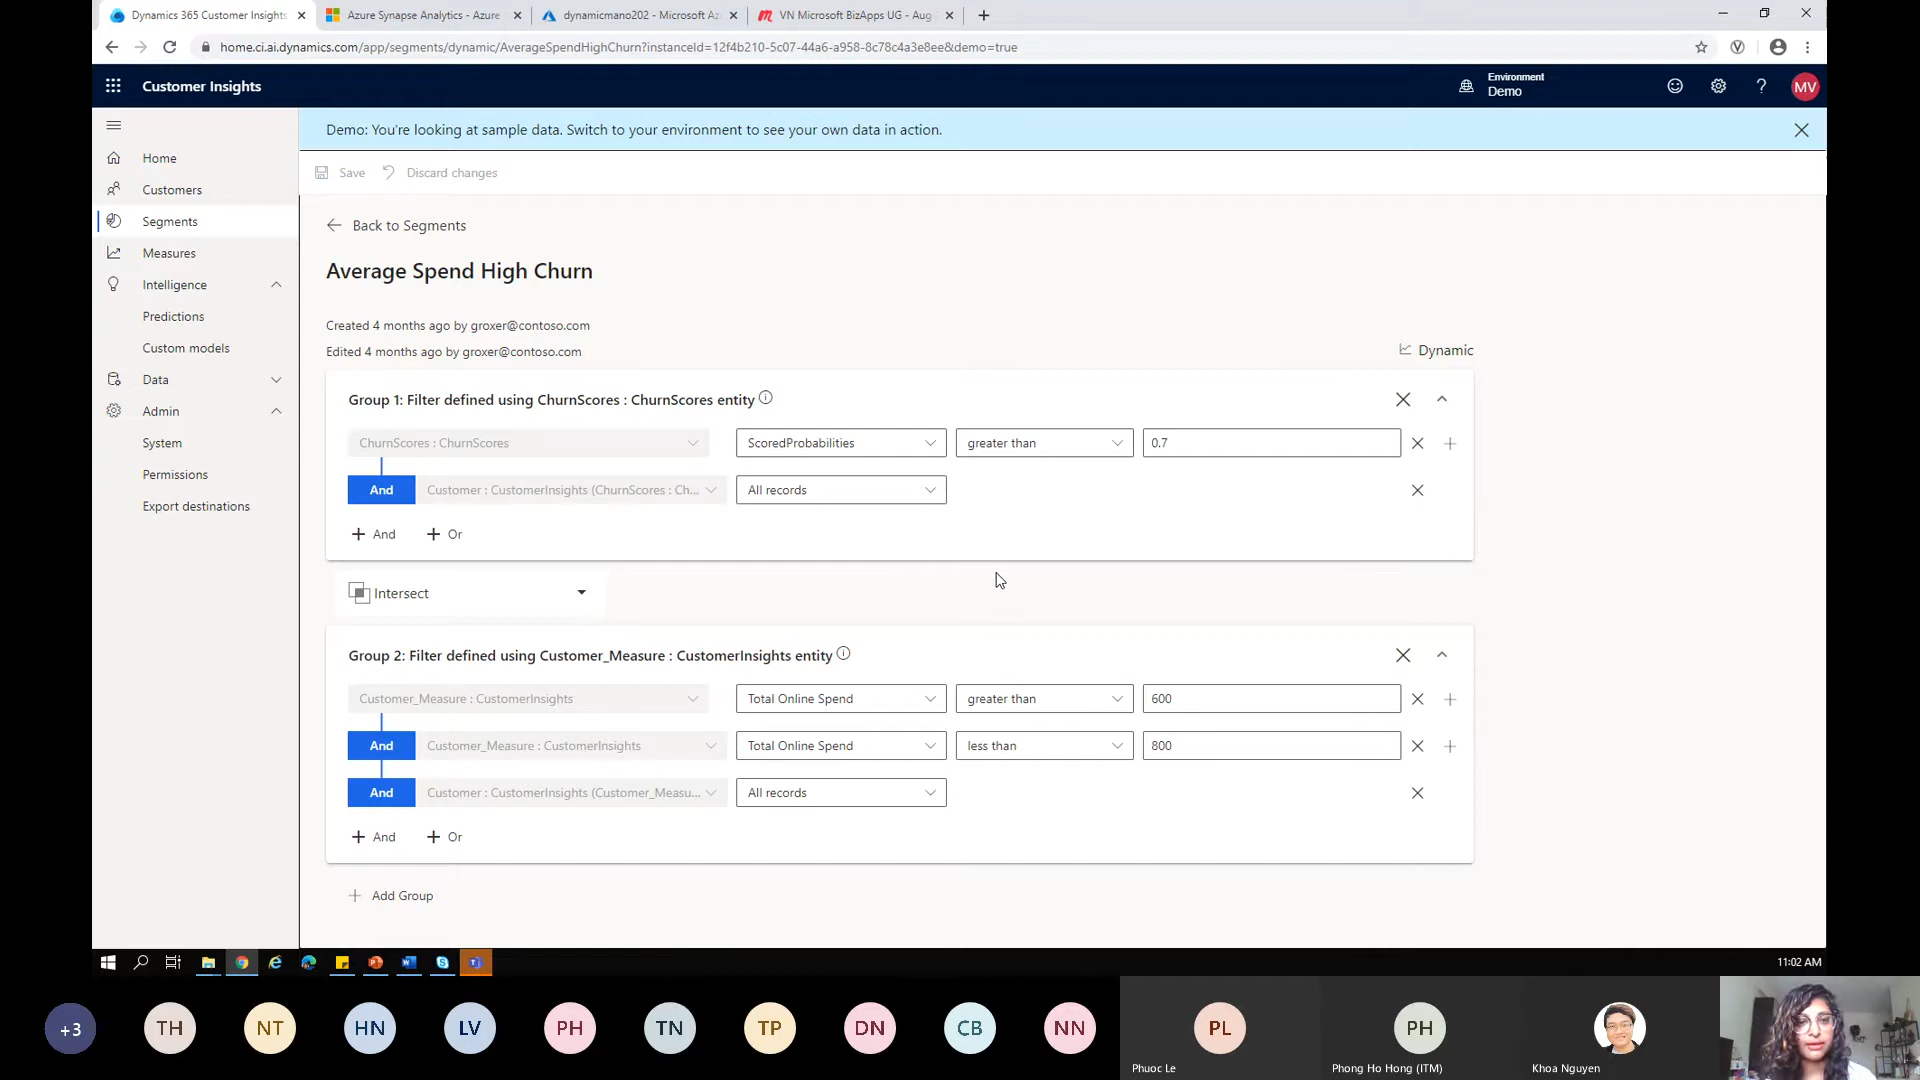 Dynamics 365 Customer Insights
Azure Synapse Analytics - Azure
dynamicmano202 - Microsoft Az
VN Microsoft BizApps UG - Aug
home.ci.ai.dynamics.com/app/segments/dynamic/AverageSpendHighChurn?instanceId=12f4b210-5c07-44a6-a958-8c78c4a3e8ee&demo=true
Customer Insights
Environment
Demo
MV
Demo: You're looking at sample data. Switch to your environment to see your own data in action.
Home
Customers
Segments
Measures
Intelligence
Predictions
Custom models
Data
Admin
System
Permissions
Export destinations
Save
Discard changes
Back to Segments
Average Spend High Churn
Created 4 months ago by groxer@contoso.com
Edited 4 months ago by groxer@contoso.com
Dynamic
Group 1: Filter defined using ChurnScores : ChurnScores entity
ChurnScores : ChurnScores
ScoredProbabilities
greater than
0.7
And
Customer : CustomerInsights (ChurnScores : Ch...
All records
+ And
+ Or
Intersect
Group 2: Filter defined using Customer_Measure : CustomerInsights entity
Customer_Measure : CustomerInsights
Total Online Spend
greater than
600
And
Customer_Measure : CustomerInsights
Total Online Spend
less than
800
And
Customer : CustomerInsights (Customer_Measu...
All records
+ And
+ Or
+ Add Group
11:02 AM
+3
TH
NT
HN
LV
PH
TN
TP
DN
CB
NN
PL
PH
Phuoc Le
Phong Ho Hong (ITM)
Khoa Nguyen